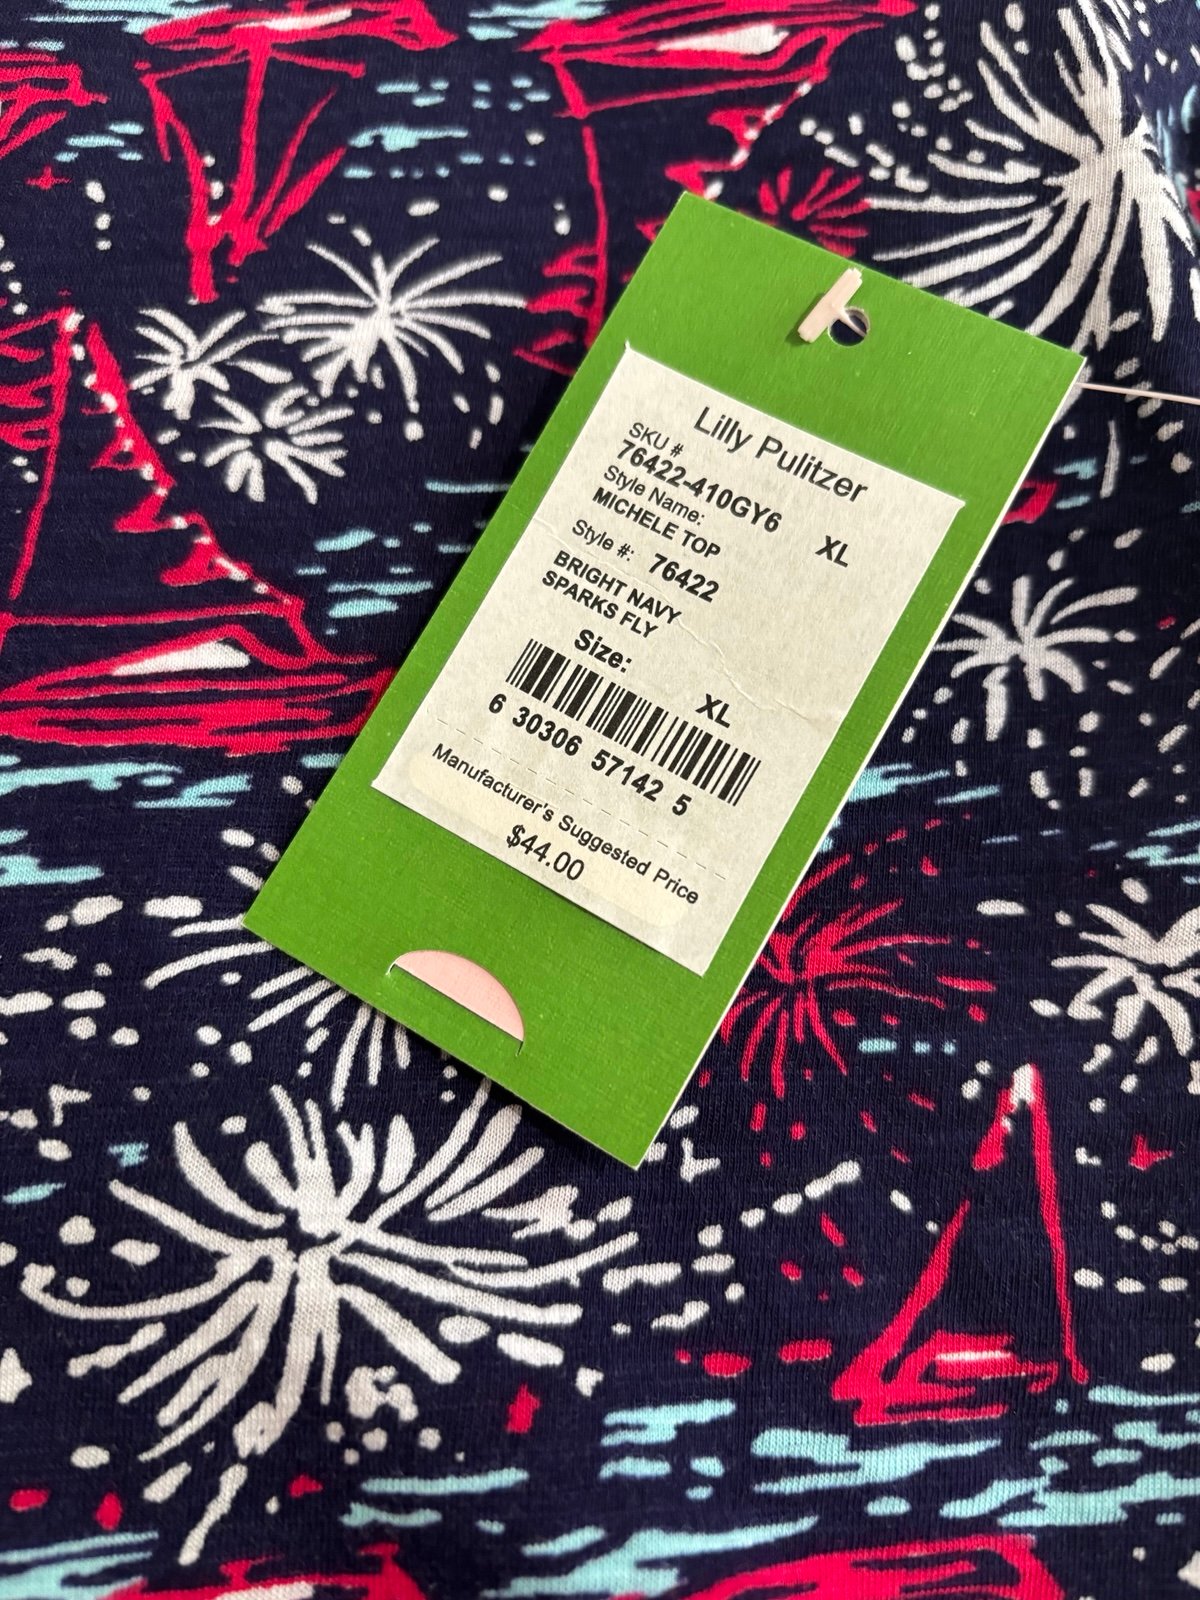 Lilly Pulitzer
SKU #
76422-410GY6 XL
Style Name:
MICHELE TOP
Style #: 76422
BRIGHT NAVY
SPARKS FLY
Size:
XL
6 30306 57142 5
Manufacturer's Suggested Price
$44.00